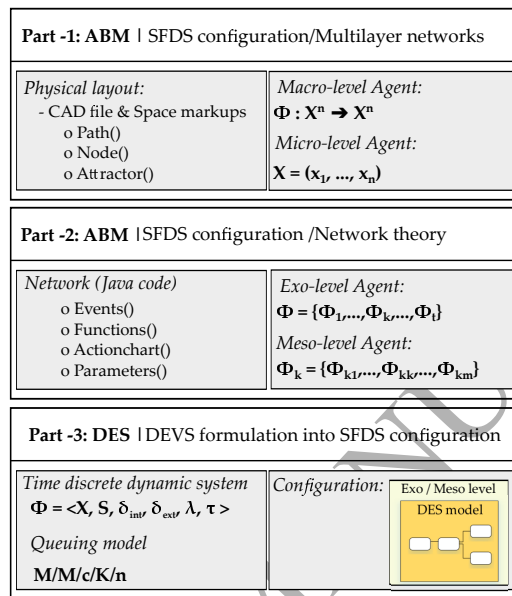 Part -1: ABM | SFDS configuration/Multilayer networks
Physical layout:
- CAD file & Space markups
o Path()
o Node()
o Attractor()
Macro-level Agent:
Φ : Xⁿ ➔ Xⁿ
Micro-level Agent:
X = (x₁, ..., xₙ)
Part -2: ABM | SFDS configuration /Network theory
Network (Java code)
o Events()
o Functions()
o Actionchart()
o Parameters()
Exo-level Agent:
Φ = {Φ₁,...,Φₖ,...,Φₜ}
Meso-level Agent:
Φₖ = {Φₖ₁,...,Φₖₖ,...,Φₖₘ}
Part -3: DES | DEVS formulation into SFDS configuration
Time discrete dynamic system
Φ = <X, S, δ_int, δ_ext, λ, τ >
Queuing model
M/M/c/K/n
Configuration:
Exo / Meso level
DES model